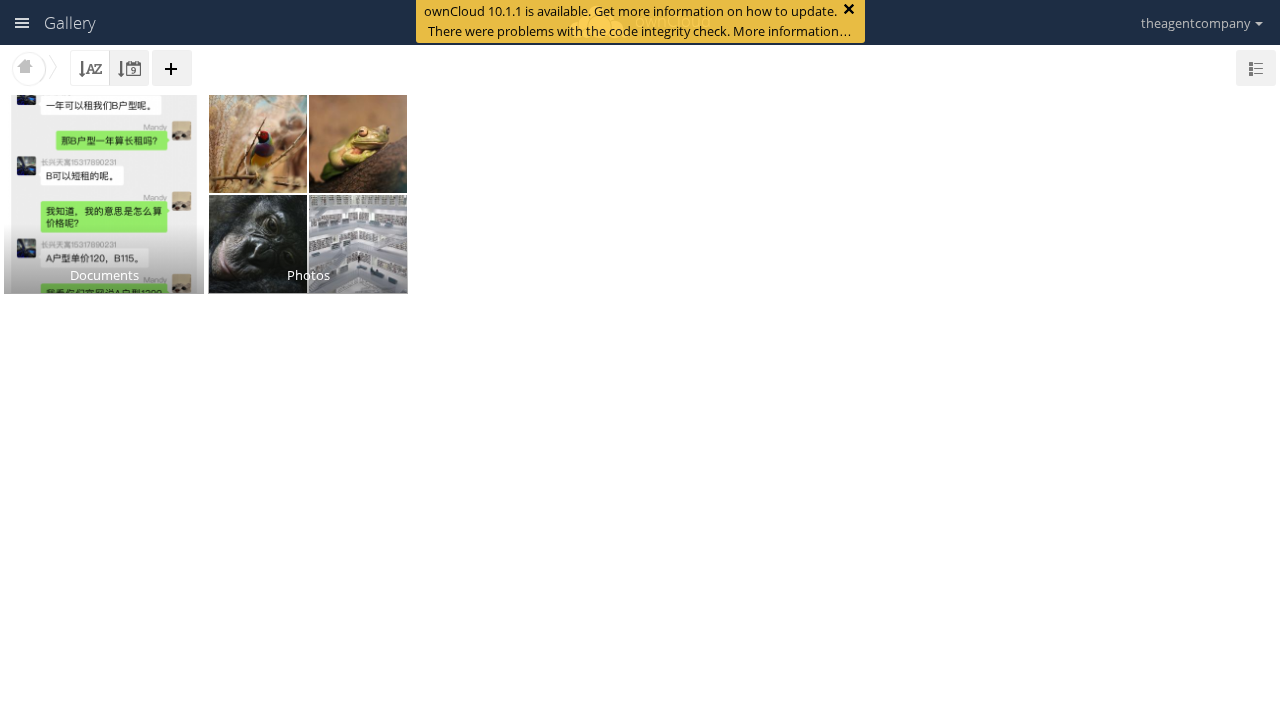 Gallery
ownCloud 10.1.1 is available. Get more information on how to update.
There were problems with the code integrity check. More information…
theagentcompany
AZ
9
一年可以租我们B户型呢。
Mandy
那B户型一年算长租吗?
长兴天寓15317890231
B可以短租的呢。
Mandy
我知道，我的意思是怎么算
价格呢?
长兴天寓15317890231
A户型单价120，B115。
Mandy
Documents
Photos